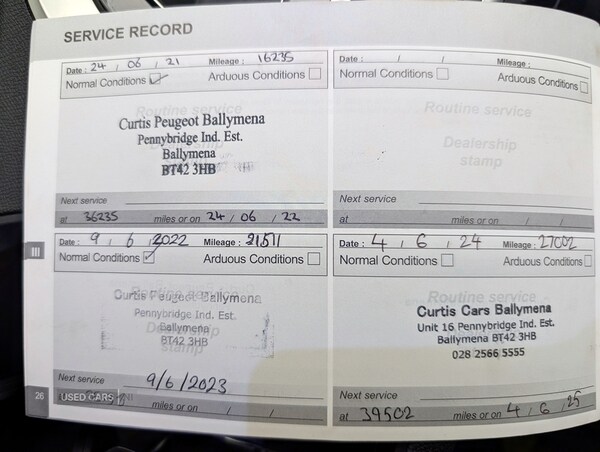 SERVICE RECORD
Date : 24 / 06 / 21 Mileage : 16235
Normal Conditions Arduous Conditions
Routine service
Curtis Peugeot Ballymena
Pennybridge Ind. Est.
Ballymena
BT42 3HB
Next service
at 36235 miles or on 24 / 06 / 22
Date : / / Mileage :
Normal Conditions Arduous Conditions
Routine service
Dealership
stamp
Next service
at miles or on / /
III
Date : 9 / 6 / 2022 Mileage :
Normal Conditions Arduous Conditions
Routine service
Curtis Peugeot Ballymena
Pennybridge Ind. Est.
Dealership
Ballymena
BT42 3HB
stamp
Next service 9/6/2023
miles or on / /
Date : 4 / 6 / 24 Mileage : 27002
Normal Conditions Arduous Conditions
Routine service
Curtis Cars Ballymena
Unit 16 Pennybridge Ind. Est.
Ballymena BT42 3HB
028 2566 5555
Next service
at 39502 miles or on 4 / 6 / 25
26 USED CARS NI